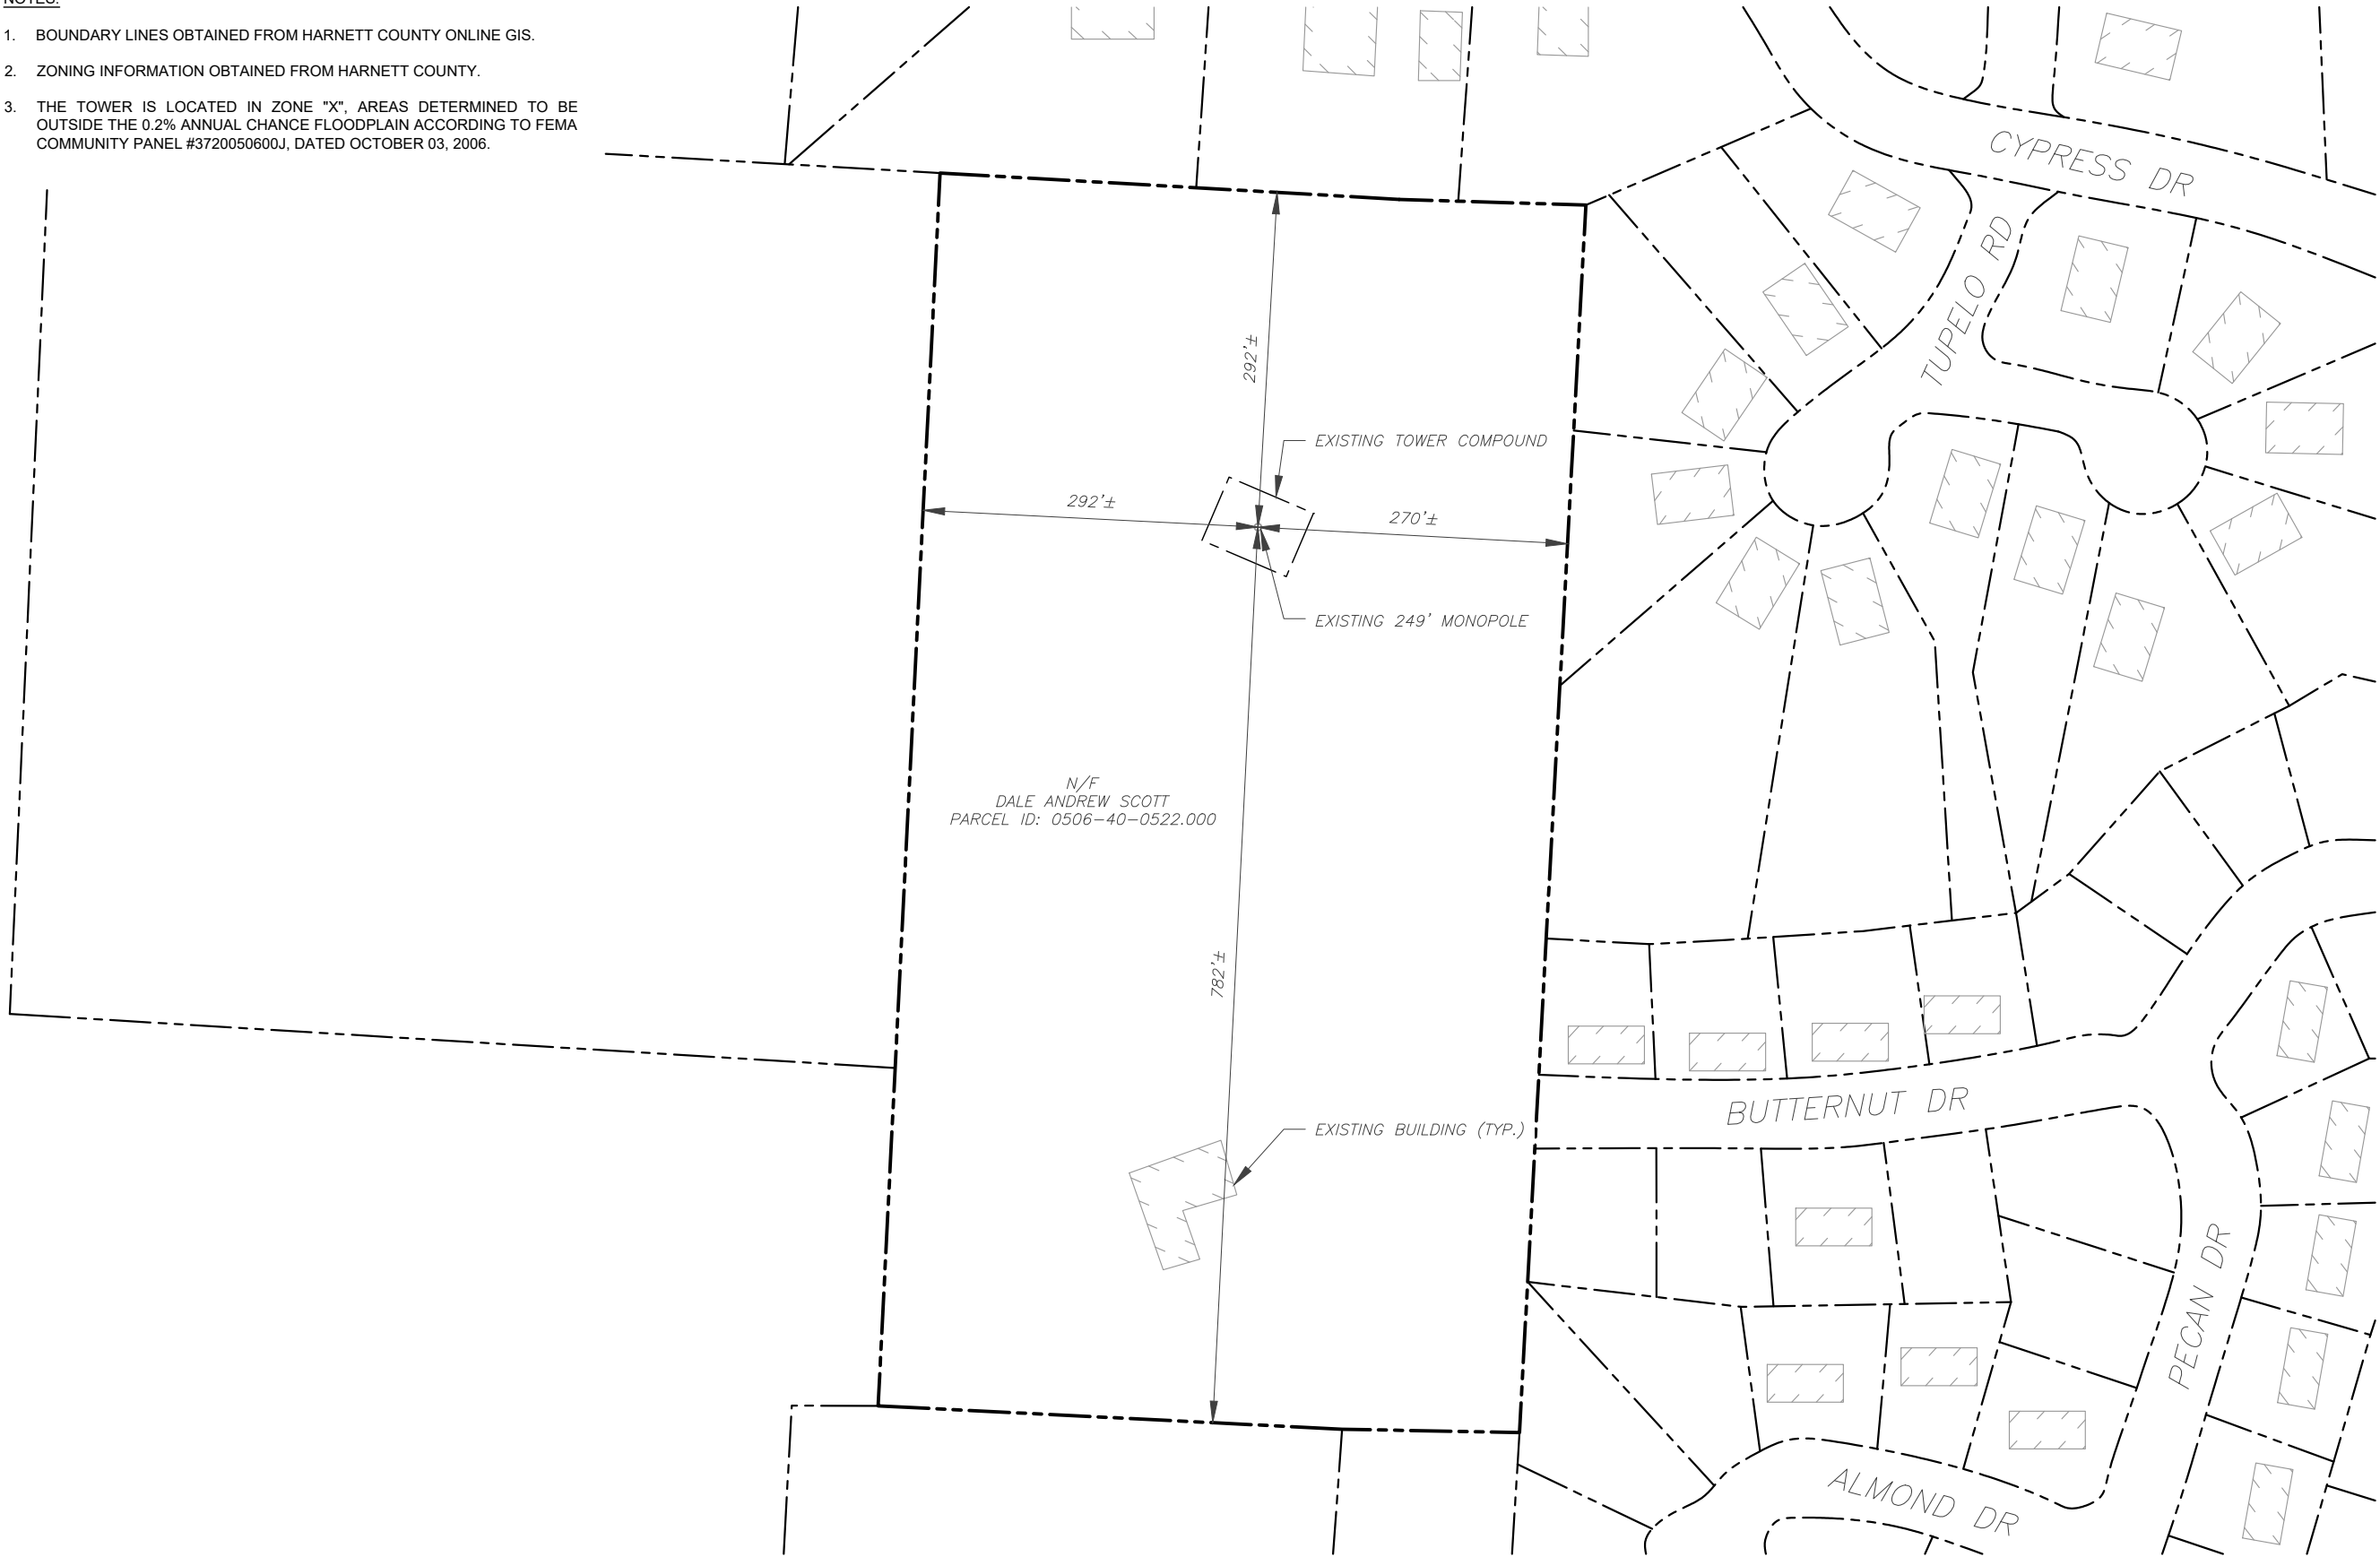 NOTES:
1. BOUNDARY LINES OBTAINED FROM HARNETT COUNTY ONLINE GIS.
2. ZONING INFORMATION OBTAINED FROM HARNETT COUNTY.
3. THE TOWER IS LOCATED IN ZONE "X", AREAS DETERMINED TO BE
OUTSIDE THE 0.2% ANNUAL CHANCE FLOODPLAIN ACCORDING TO FEMA
COMMUNITY PANEL #3720050600J, DATED OCTOBER 03, 2006.
CYPRESS DR
TUPELO RD
292'±
EXISTING TOWER COMPOUND
292'±
270'±
EXISTING 249' MONOPOLE
N/F
DALE ANDREW SCOTT
PARCEL ID: 0506-40-0522.000
782'±
BUTTERNUT DR
EXISTING BUILDING (TYP.)
PECAN DR
ALMOND DR